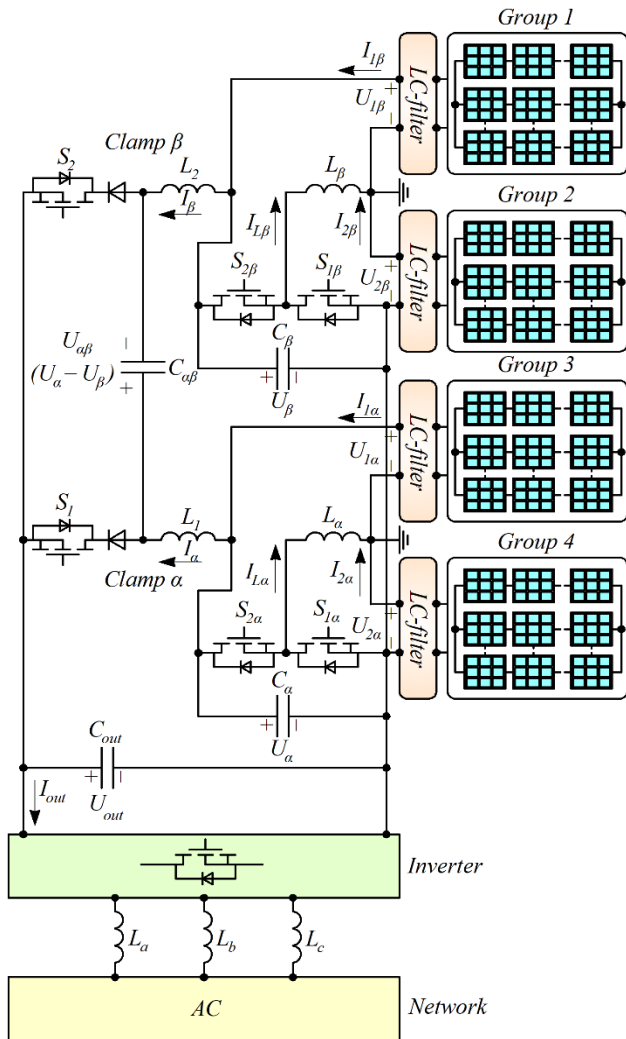 Group 1
I1β
+
U1β
−
LC-filter
Clamp β
S2
L2
Iβ
Lβ
ILβ
I2β
Group 2
S2β
S1β
+
U2β
−
LC-filter
Cβ
+ −
Uβ
−
Uαβ
(Uα − Uβ)
+
Cαβ
Group 3
I1α
+
U1α
−
LC-filter
S1
L1
Iα
Clamp α
Lα
ILα
I2α
Group 4
S2α
S1α
+
U2α
−
LC-filter
Cα
+ −
Uα
Cout
+ −
Uout
Iout
Inverter
La
Lb
Lc
AC
Network